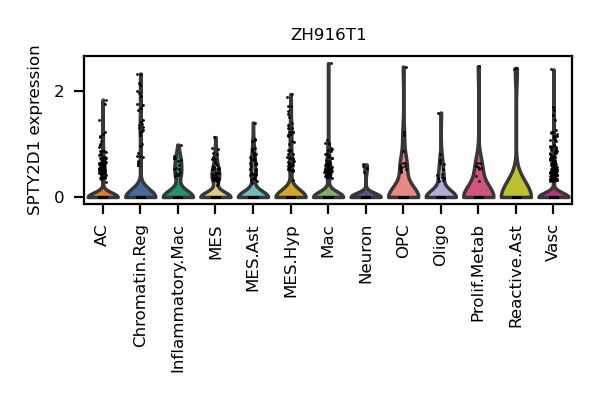 ZH916T1
SPTY2D1 expression
2
0
AC
Chromatin.Reg
Inflammatory.Mac
MES
MES.Ast
MES.Hyp
Mac
Neuron
OPC
Oligo
Prolif.Metab
Reactive.Ast
Vasc